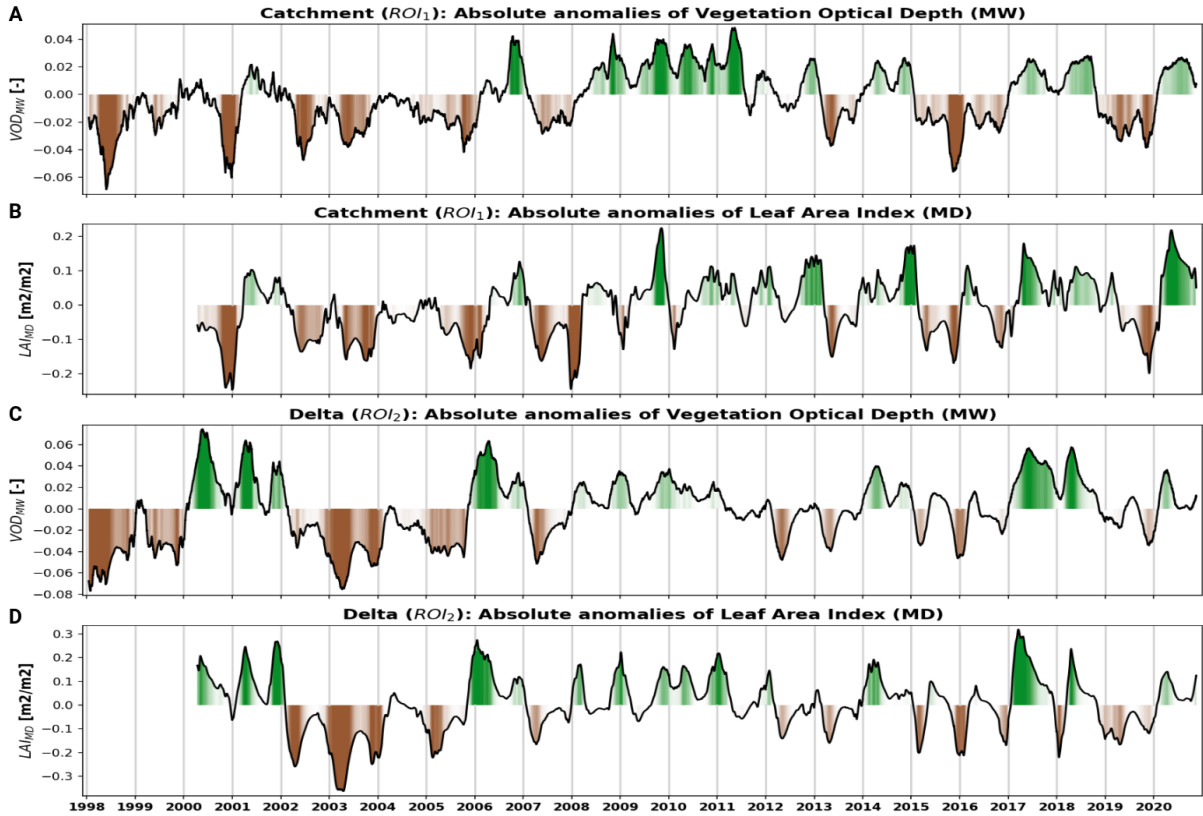 A
Catchment (ROI1): Absolute anomalies of Vegetation Optical Depth (MW)
VODMW [-]
0.04
0.02
0.00
−0.02
−0.04
−0.06
B
Catchment (ROI1): Absolute anomalies of Leaf Area Index (MD)
LAIMD [m2/m2]
0.2
0.1
0.0
−0.1
−0.2
C
Delta (ROI2): Absolute anomalies of Vegetation Optical Depth (MW)
VODMW [-]
0.06
0.04
0.02
0.00
−0.02
−0.04
−0.06
−0.08
D
Delta (ROI2): Absolute anomalies of Leaf Area Index (MD)
LAIMD [m2/m2]
0.3
0.2
0.1
0.0
−0.1
−0.2
−0.3
1998 1999 2000 2001 2002 2003 2004 2005 2006 2007 2008 2009 2010 2011 2012 2013 2014 2015 2016 2017 2018 2019 2020